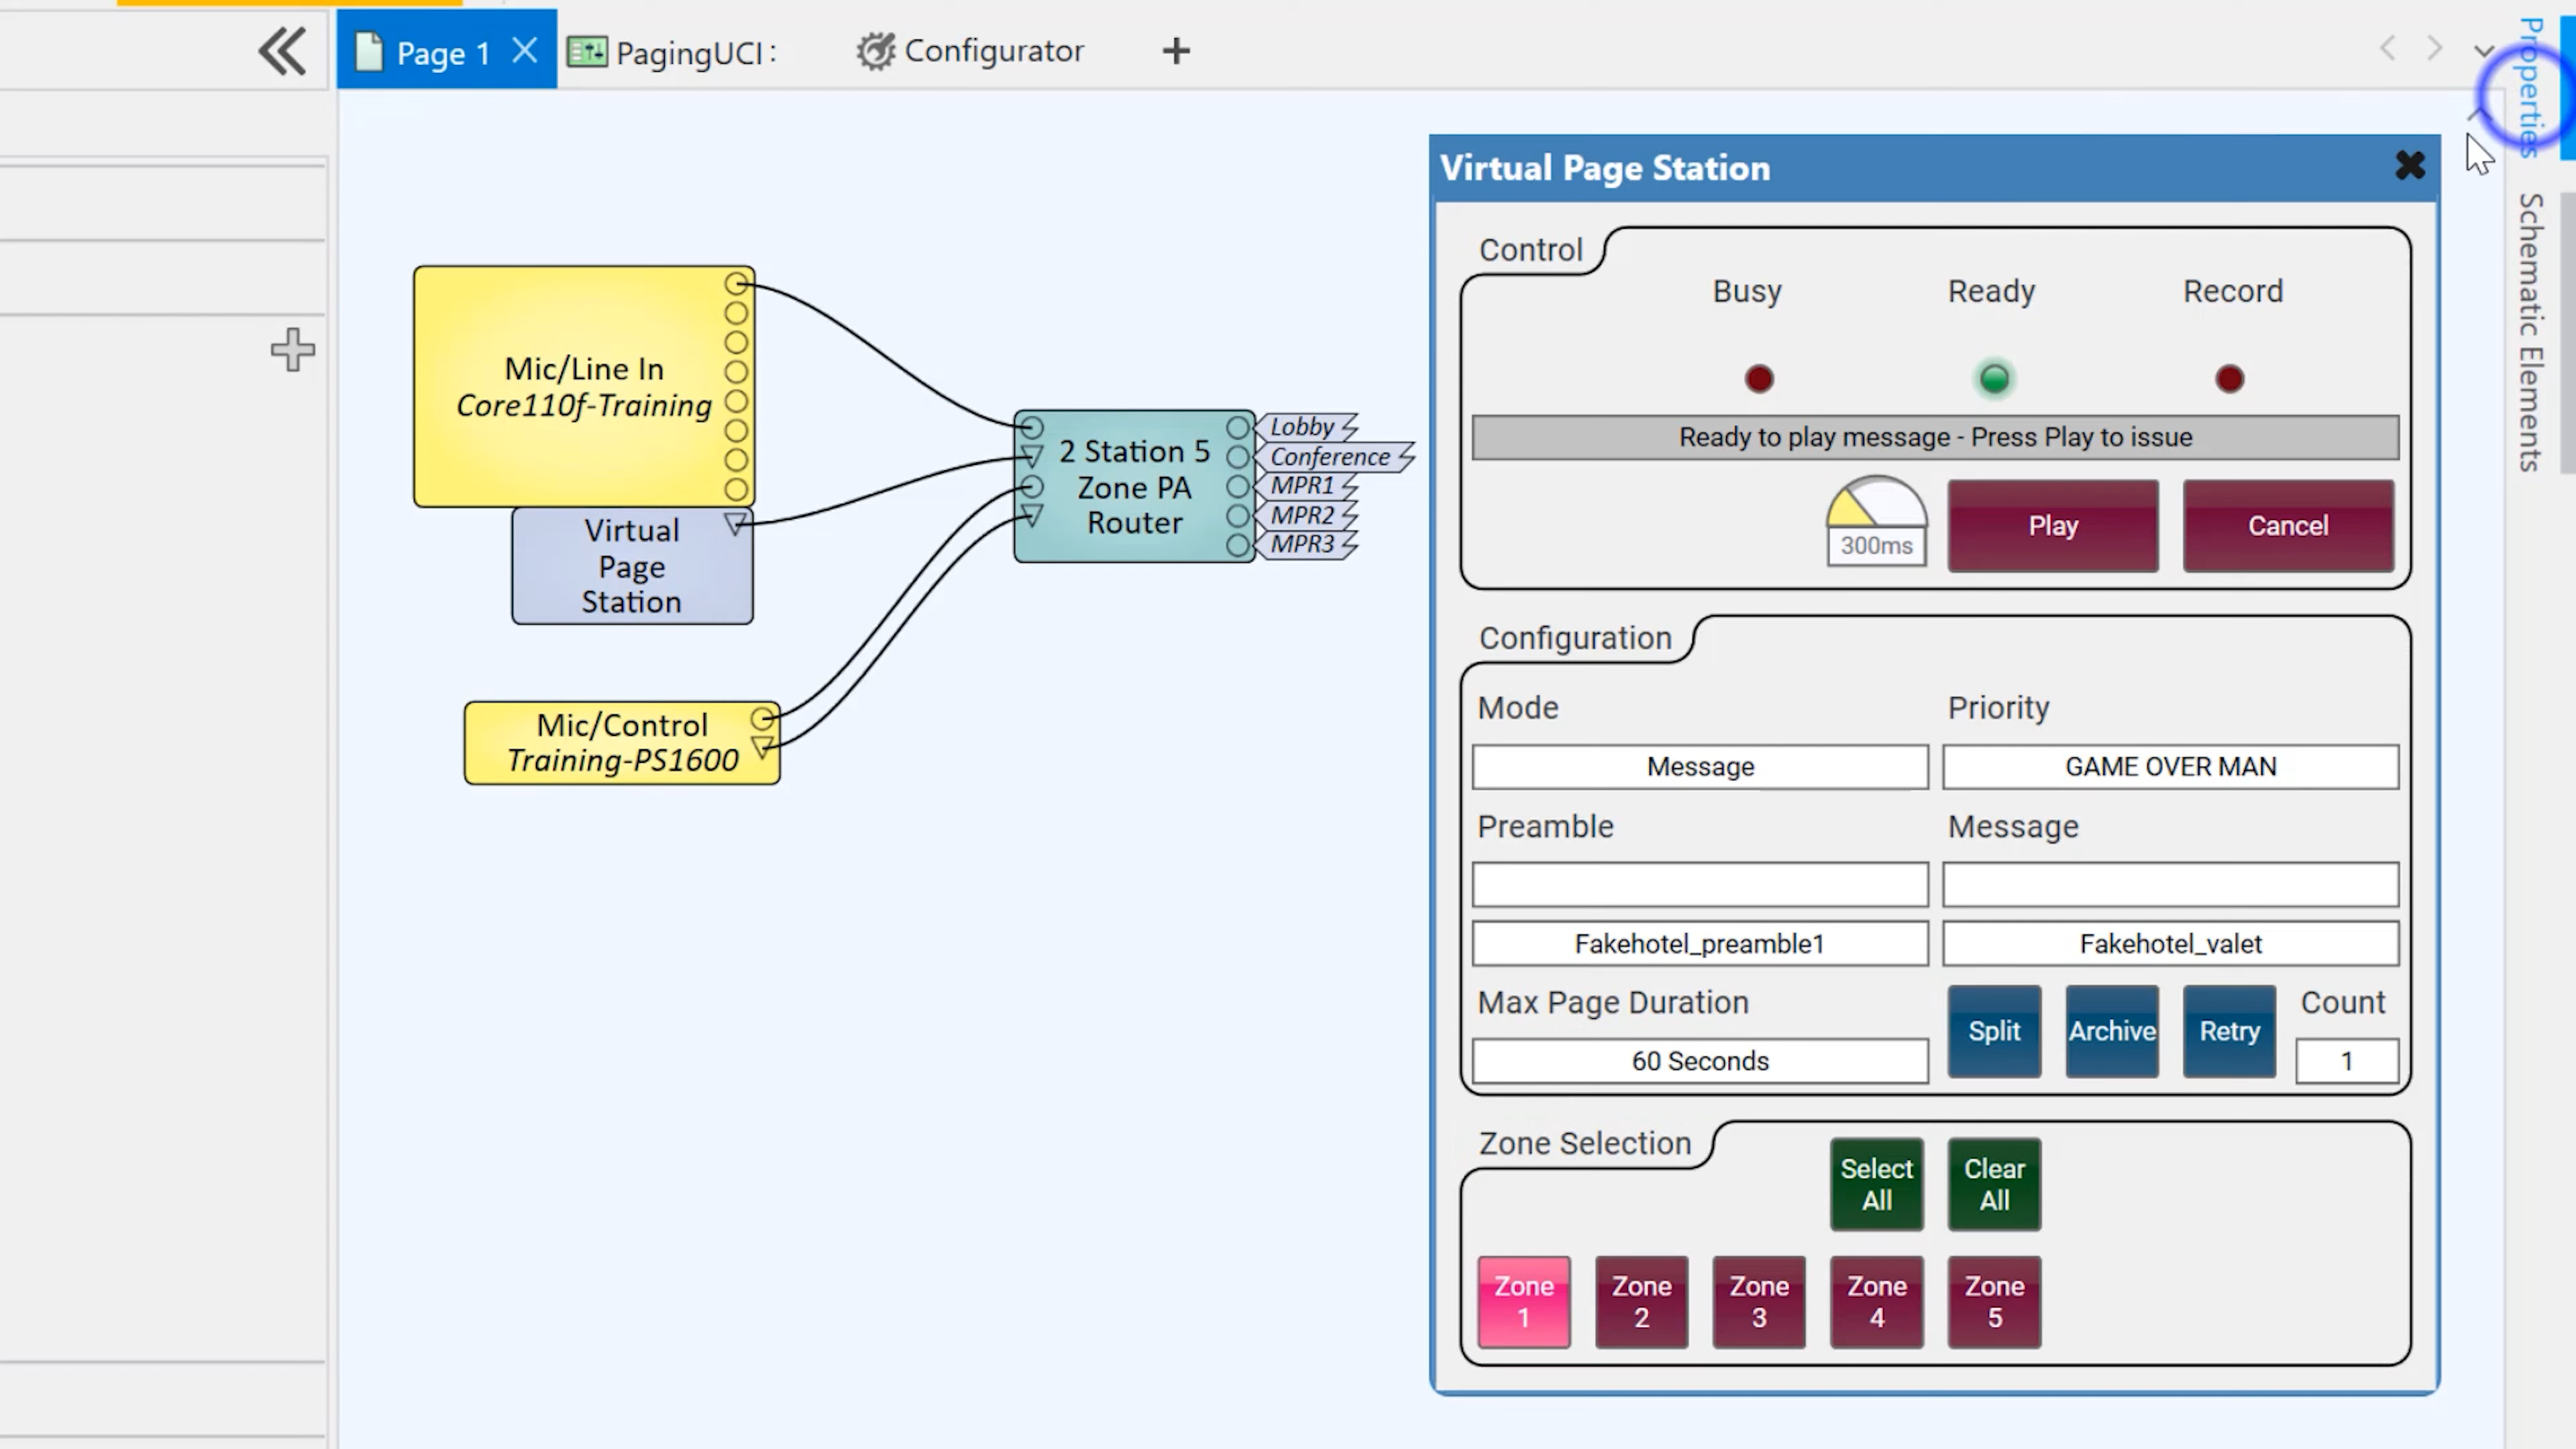 Page 1
PagingUCI :
Configurator
Properties
Schematic Elements
Mic/Line In
Core110f-Training
Virtual
Page
Station
Mic/Control
Training-PS1600
2 Station 5
Zone PA
Router
Lobby
Conference
MPR1
MPR2
MPR3
Virtual Page Station
Control
Busy Ready Record
Ready to play message - Press Play to issue
300ms
Play
Cancel
Configuration
Mode Priority
Message GAME OVER MAN
Preamble Message
Fakehotel_preamble1 Fakehotel_valet
Max Page Duration
60 Seconds
Split
Archive
Retry
Count
1
Zone Selection
Select
All
Clear
All
Zone
1
Zone
2
Zone
3
Zone
4
Zone
5